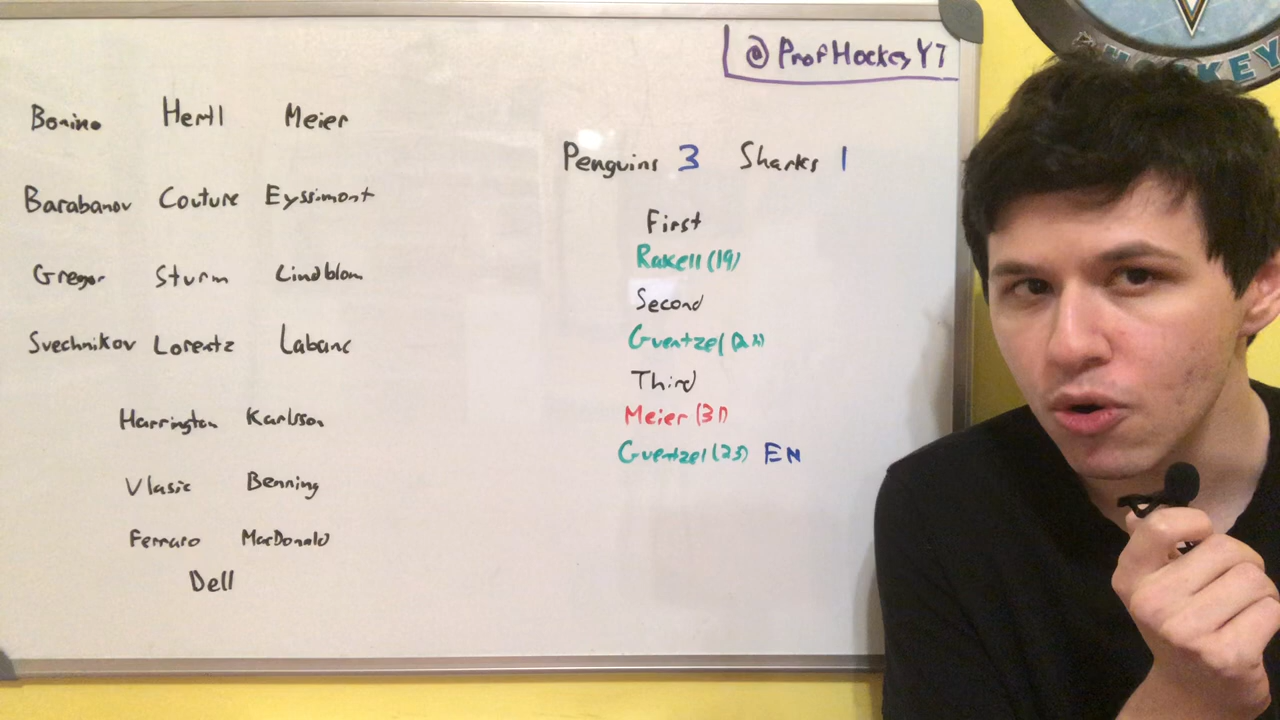 @ProfHockeyYT
HOCKEY
Bonino Hertl Meier
Barabanov Couture Eyssimont
Gregor Sturm Lindblom
Svechnikov Lorentz Labanc
Harrington Karlsson
Vlasic Benning
Ferraro MacDonald
Dell
Penguins 3 Sharks 1
First
Rakell (19)
Second
Guentzel
Third
Meier (31)
Guentzel (23) EN